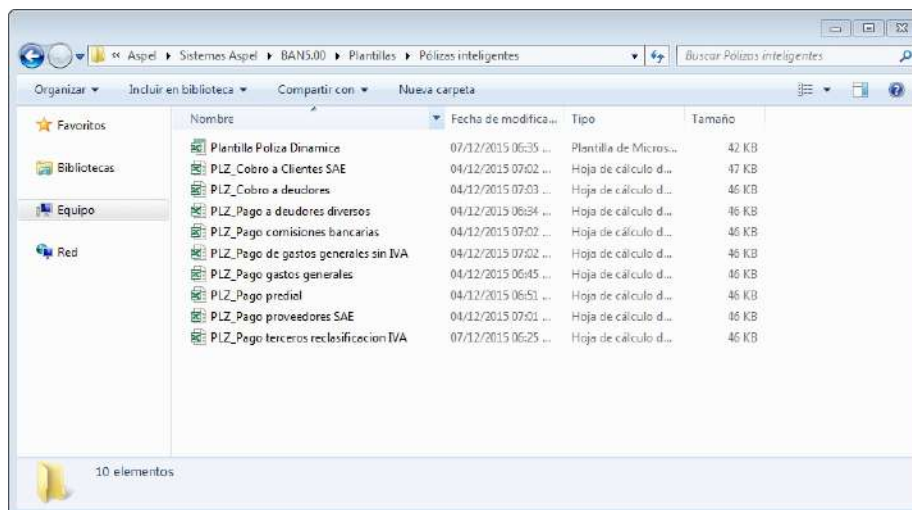 « Aspel ▸ Sistemas Aspel ▸ BAN5.00 ▸ Plantillas ▸ Pólizas inteligentes
Buscar Pólizas inteligentes
Organizar Incluir en biblioteca Compartir con Nueva carpeta
Favoritos
Bibliotecas
Equipo
Red
Nombre Fecha de modifica... Tipo Tamaño
Plantilla Poliza Dinamica 07/12/2015 06:35 ... Plantilla de Micros... 42 KB
PLZ_Cobro a Clientes SAE 04/12/2015 07:02 ... Hoja de cálculo d... 47 KB
PLZ_Cobro a deudores 04/12/2015 07:03 ... Hoja de cálculo d... 46 KB
PLZ_Pago a deudores diversos 04/12/2015 06:34 ... Hoja de cálculo d... 46 KB
PLZ_Pago comisiones bancarias 04/12/2015 07:02 ... Hoja de cálculo d... 46 KB
PLZ_Pago de gastos generales sin IVA 04/12/2015 07:02 ... Hoja de cálculo d... 46 KB
PLZ_Pago gastos generales 04/12/2015 06:45 ... Hoja de cálculo d... 46 KB
PLZ_Pago predial 04/12/2015 06:51 ... Hoja de cálculo d... 46 KB
PLZ_Pago proveedores SAE 04/12/2015 07:01 ... Hoja de cálculo d... 46 KB
PLZ_Pago terceros reclasificacion IVA 07/12/2015 06:25 ... Hoja de cálculo d... 46 KB
10 elementos